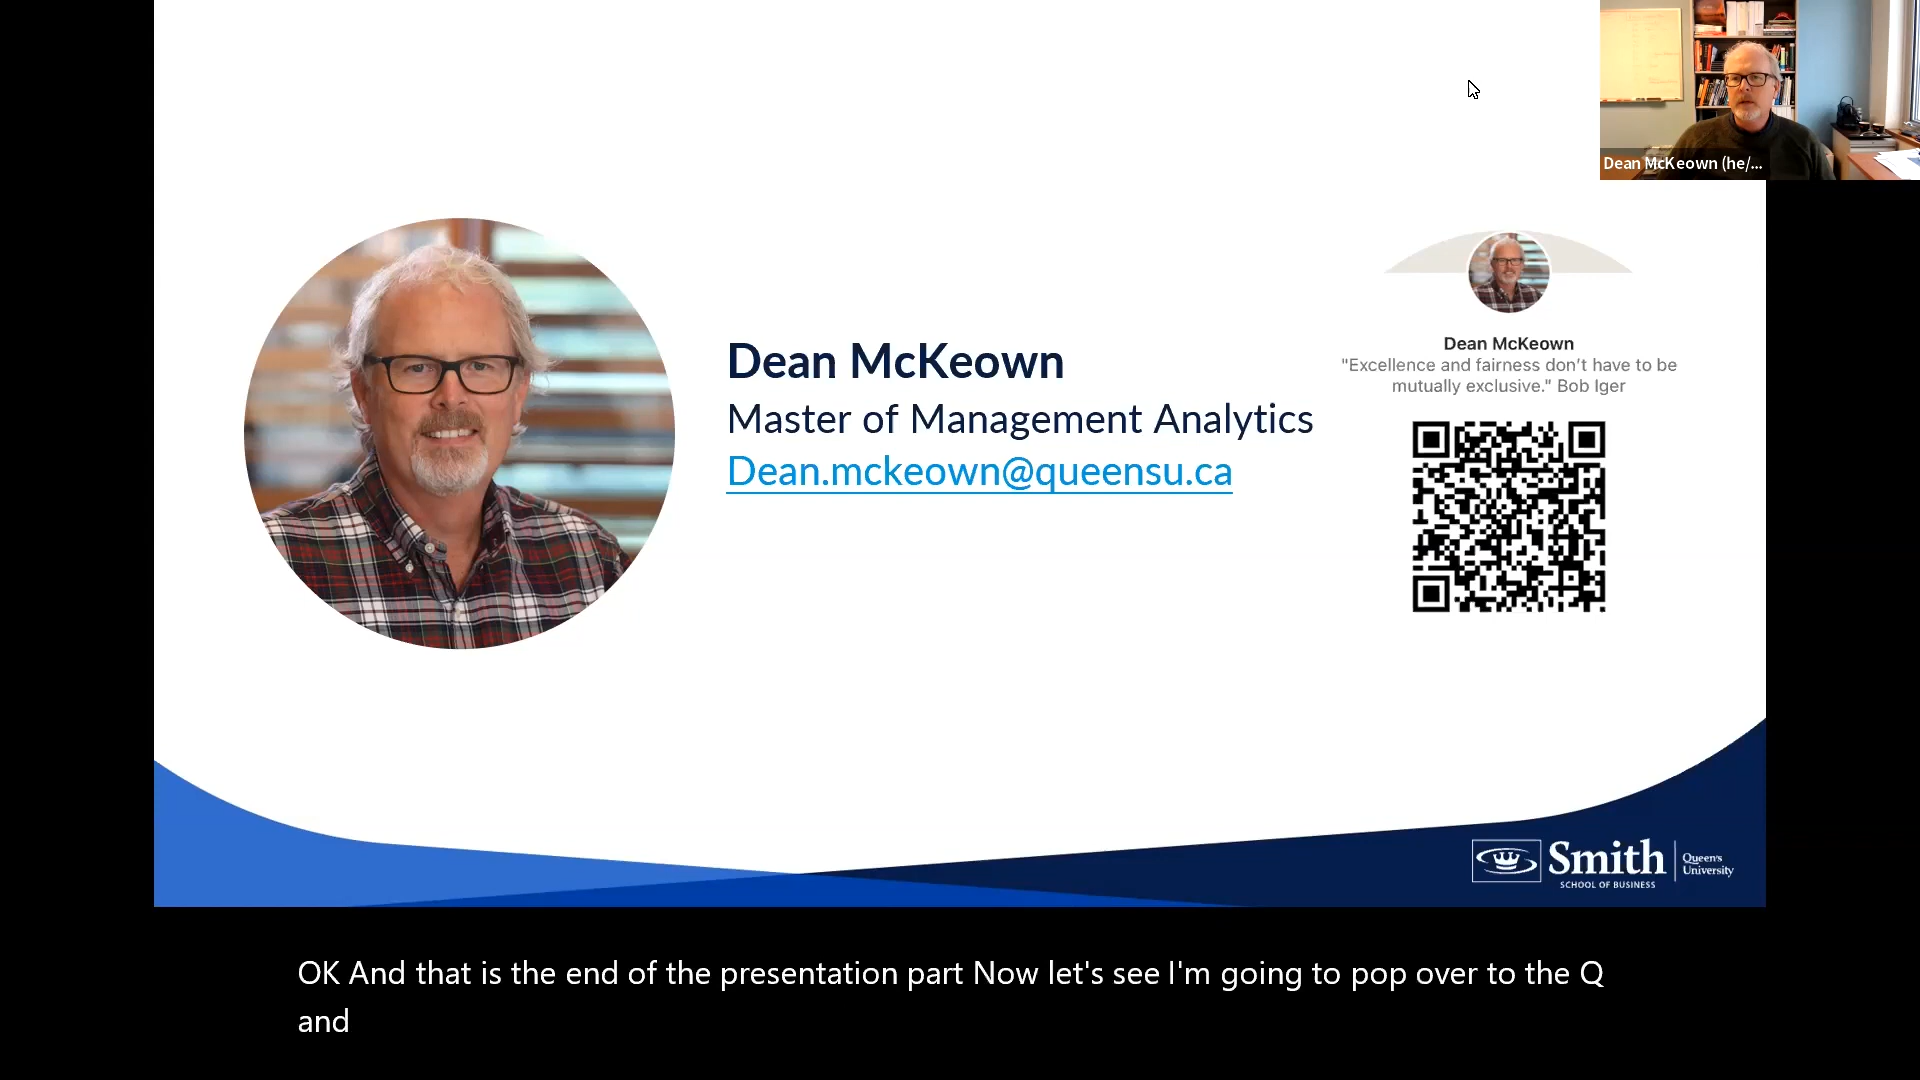 Dean McKeown (he/...
Dean McKeown
Master of Management Analytics
Dean.mckeown@queensu.ca
Dean McKeown
"Excellence and fairness don’t have to be
mutually exclusive." Bob Iger
Smith
SCHOOL OF BUSINESS
Queen's
University
OK And that is the end of the presentation part Now let's see I'm going to pop over to the Q
and